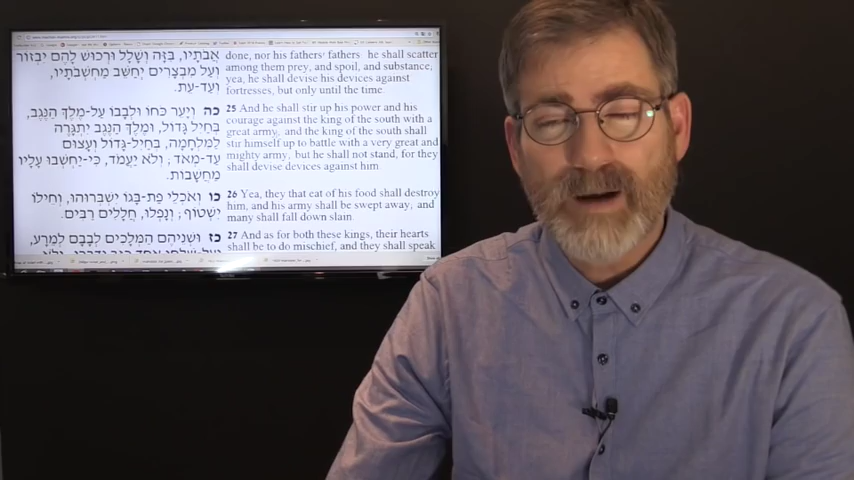 אֲבֹתָיו, בִּזָּה וְשָׁלָל וּרְכוּשׁ לָהֶם יִבְזוֹר
וְעַל מִבְצָרִים יְחַשֵּׁב מַחְשְׁבֹתָיו,
וְעַד-עֵת.
done, nor his fathers' fathers he shall scatter
among them prey, and spoil, and substance;
yea, he shall devise his devices against
fortresses, but only until the time.
כה וְיָעֵר כֹּחוֹ וּלְבָבוֹ עַל-מֶלֶךְ הַנֶּגֶב,
בְּחַיִל גָּדוֹל, וּמֶלֶךְ הַנֶּגֶב יִתְגָּרֶה
לַמִּלְחָמָה, בְּחַיִל-גָּדוֹל וְעָצוּם
עַד-מְאֹד; וְלֹא יַעֲמֹד, כִּי-יַחְשְׁבוּ עָלָיו
מַחֲשָׁבוֹת.
25 And he shall stir up his power and his
courage against the king of the south with a
great army; and the king of the south shall
stir himself up to battle with a very great and
mighty army; but he shall not stand, for they
shall devise devices against him.
כו וְאֹכְלֵי פַת-בָּגוֹ יִשְׁבְּרוּהוּ, וְחֵילוֹ
יִשְׁטוֹף; וְנָפְלוּ, חֲלָלִים רַבִּים.
26 Yea, they that eat of his food shall destroy
him, and his army shall be swept away; and
many shall fall down slain.
כז וּשְׁנֵיהֶם הַמְּלָכִים לְבָבָם לְמֵרָע,
27 And as for both these kings, their hearts
shall be to do mischief, and they shall speak